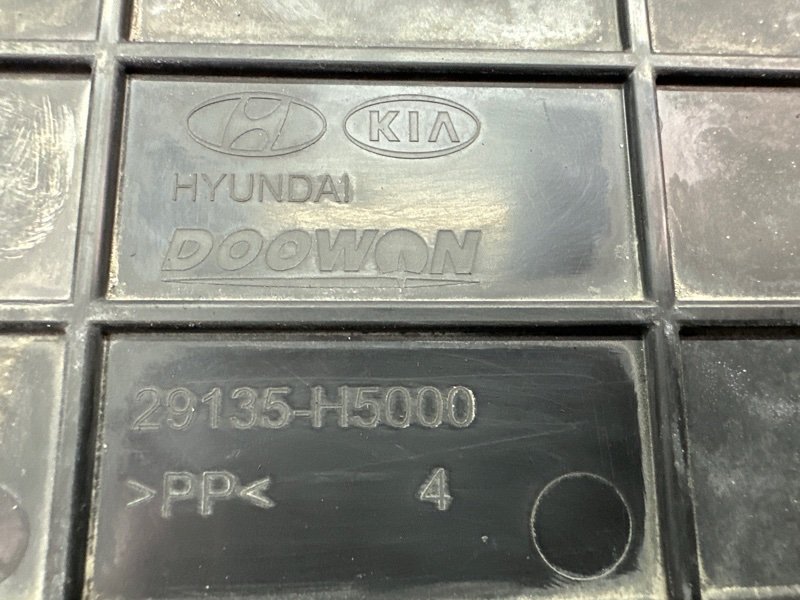 KIA
HYUNDAI
DOOWON
29135-H5000
>PP< 4